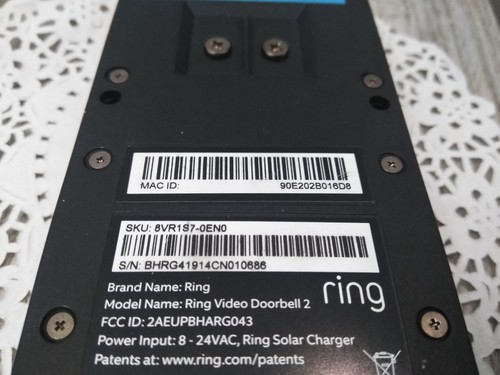 MAC ID: 90E202B016D8
SKU: 8VR1S7-0EN0
S/N: BHRG41914CN010686
ring
Brand Name: Ring
Model Name: Ring Video Doorbell 2
FCC ID: 2AEUPBHARG043
Power Input: 8 - 24VAC, Ring Solar Charger
Patents at: www.ring.com/patents